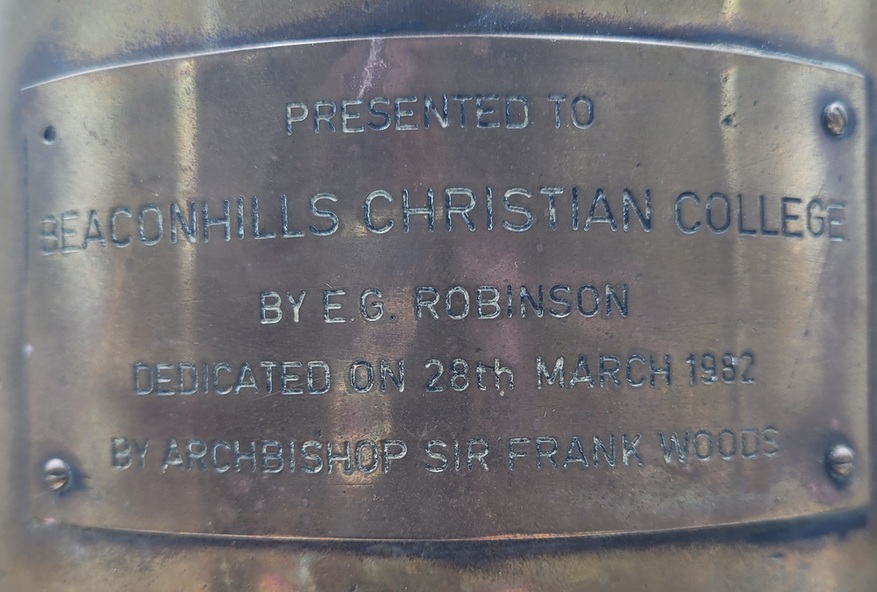 PRESENTED TO
BEACONHILLS CHRISTIAN COLLEGE
BY E.G. ROBINSON
DEDICATED ON 28th MARCH 1982
BY ARCHBISHOP SIR FRANK WOODS